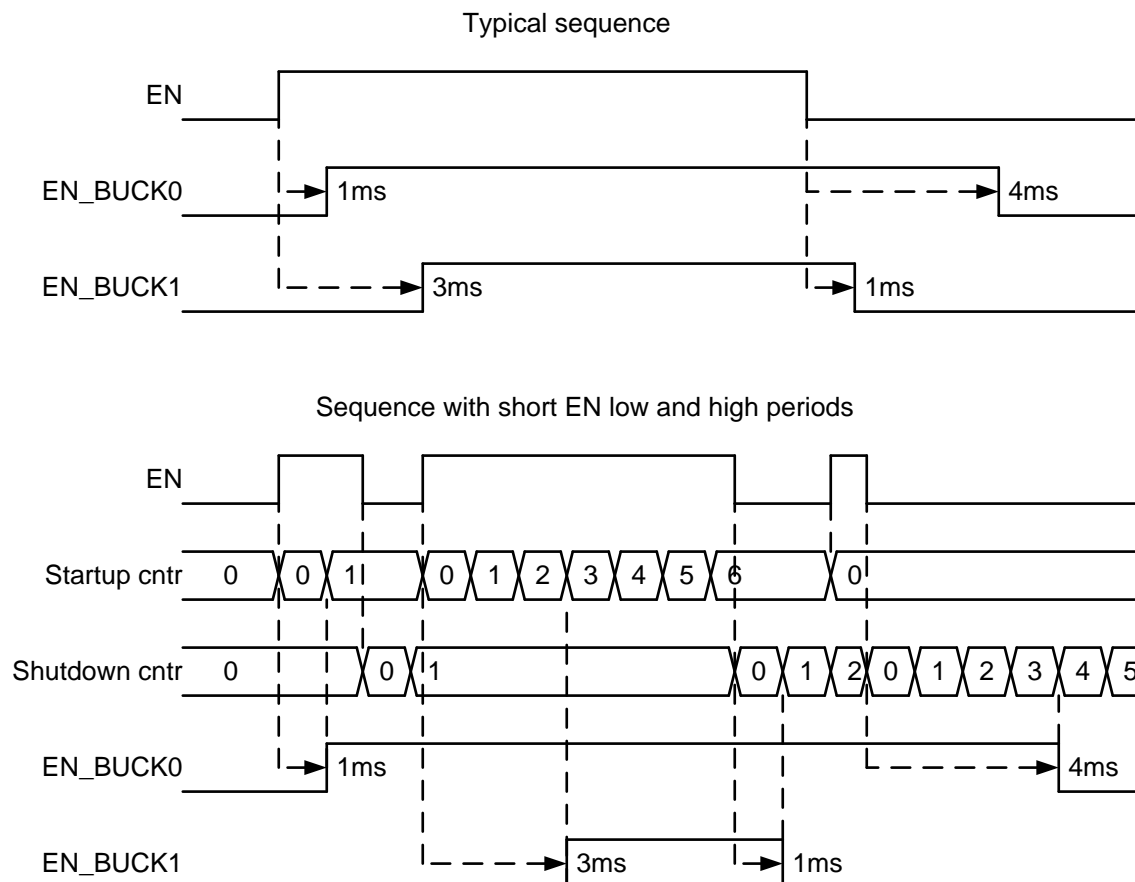 Typical sequence
EN
EN_BUCK0 1ms 4ms
EN_BUCK1 3ms 1ms
Sequence with short EN low and high periods
EN
Startup cntr 0 0 1 0 1 2 3 4 5 6 0
Shutdown cntr 0 0 1 0 1 2 0 1 2 3 4 5
EN_BUCK0 1ms 4ms
EN_BUCK1 3ms 1ms